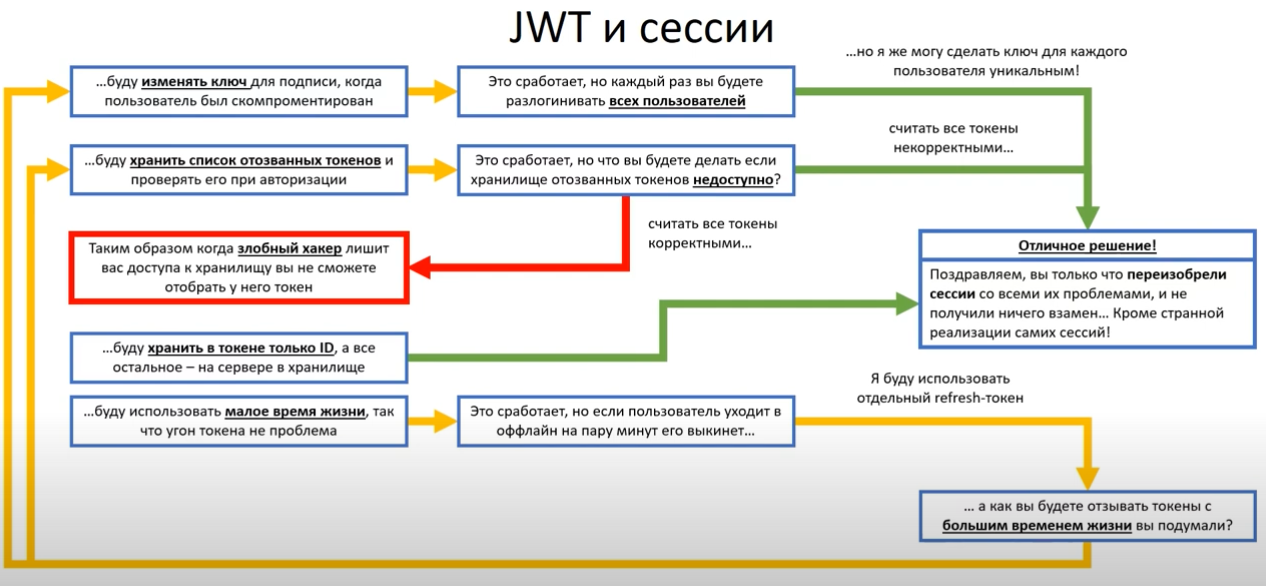 JWT и сессии
...буду изменять ключ для подписи, когда
пользователь был скомпроментирован
Это сработает, но каждый раз вы будете
разлогинивать всех пользователей
...но я же могу сделать ключ для каждого
пользователя уникальным!
...буду хранить список отозванных токенов и
проверять его при авторизации
Это сработает, но что вы будете делать если
хранилище отозванных токенов недоступно?
считать все токены
некорректными...
считать все токены
корректными...
Таким образом когда злобный хакер лишит
вас доступа к хранилищу вы не сможете
отобрать у него токен
Отличное решение!
Поздравляем, вы только что переизобрели
сессии со всеми их проблемами, и не
получили ничего взамен... Кроме странной
реализации самих сессий!
...буду хранить в токене только ID, а все
остальное – на сервере в хранилище
...буду использовать малое время жизни, так
что угон токена не проблема
Это сработает, но если пользователь уходит в
оффлайн на пару минут его выкинет...
Я буду использовать
отдельный refresh-токен
... а как вы будете отзывать токены с
большим временем жизни вы подумали?